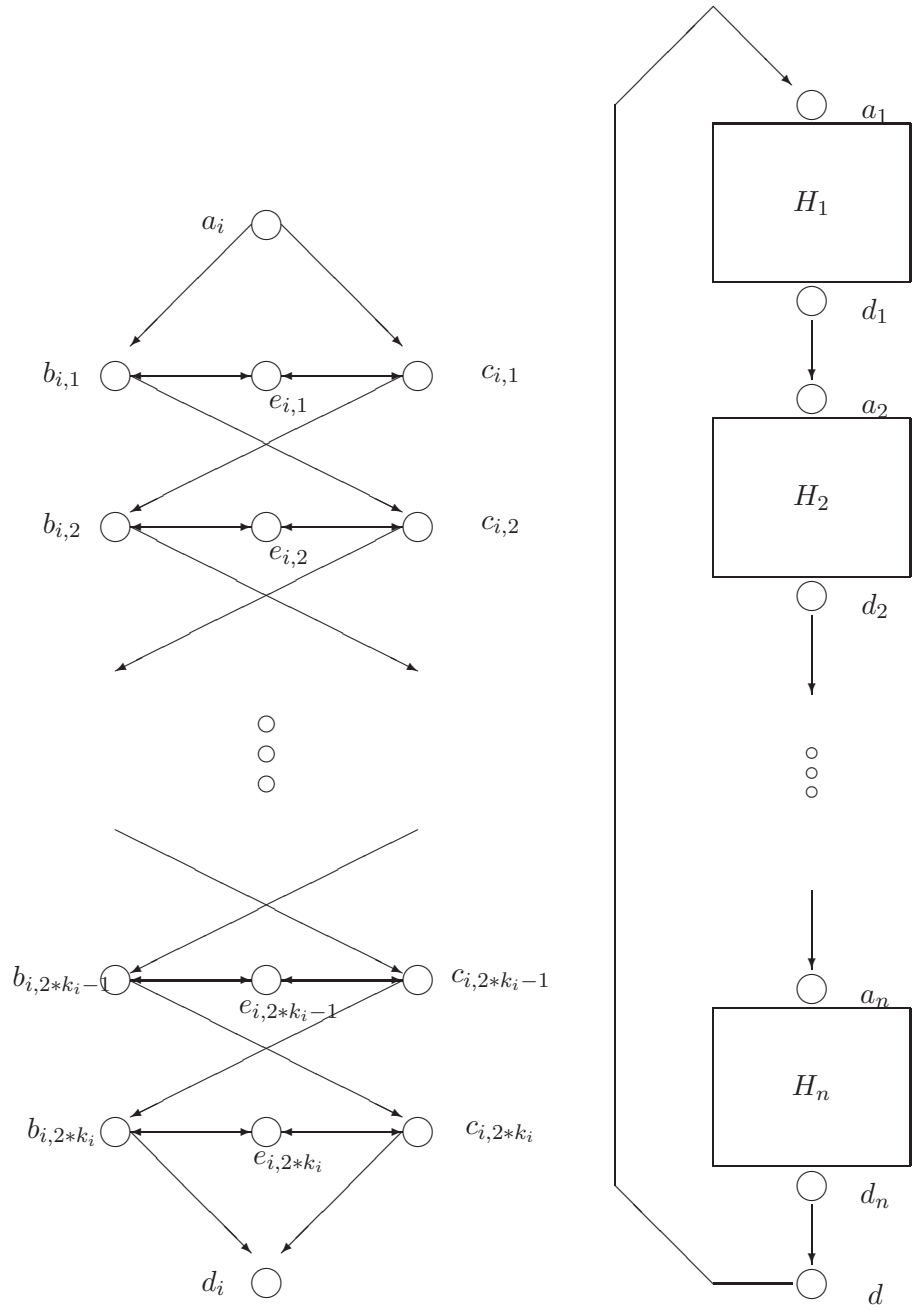 a_i
b_{i,1}
e_{i,1}
c_{i,1}
b_{i,2}
e_{i,2}
c_{i,2}
b_{i,2*k_i-1}
e_{i,2*k_i-1}
c_{i,2*k_i-1}
b_{i,2*k_i}
e_{i,2*k_i}
c_{i,2*k_i}
d_i
a_1
H_1
d_1
a_2
H_2
d_2
a_n
H_n
d_n
d